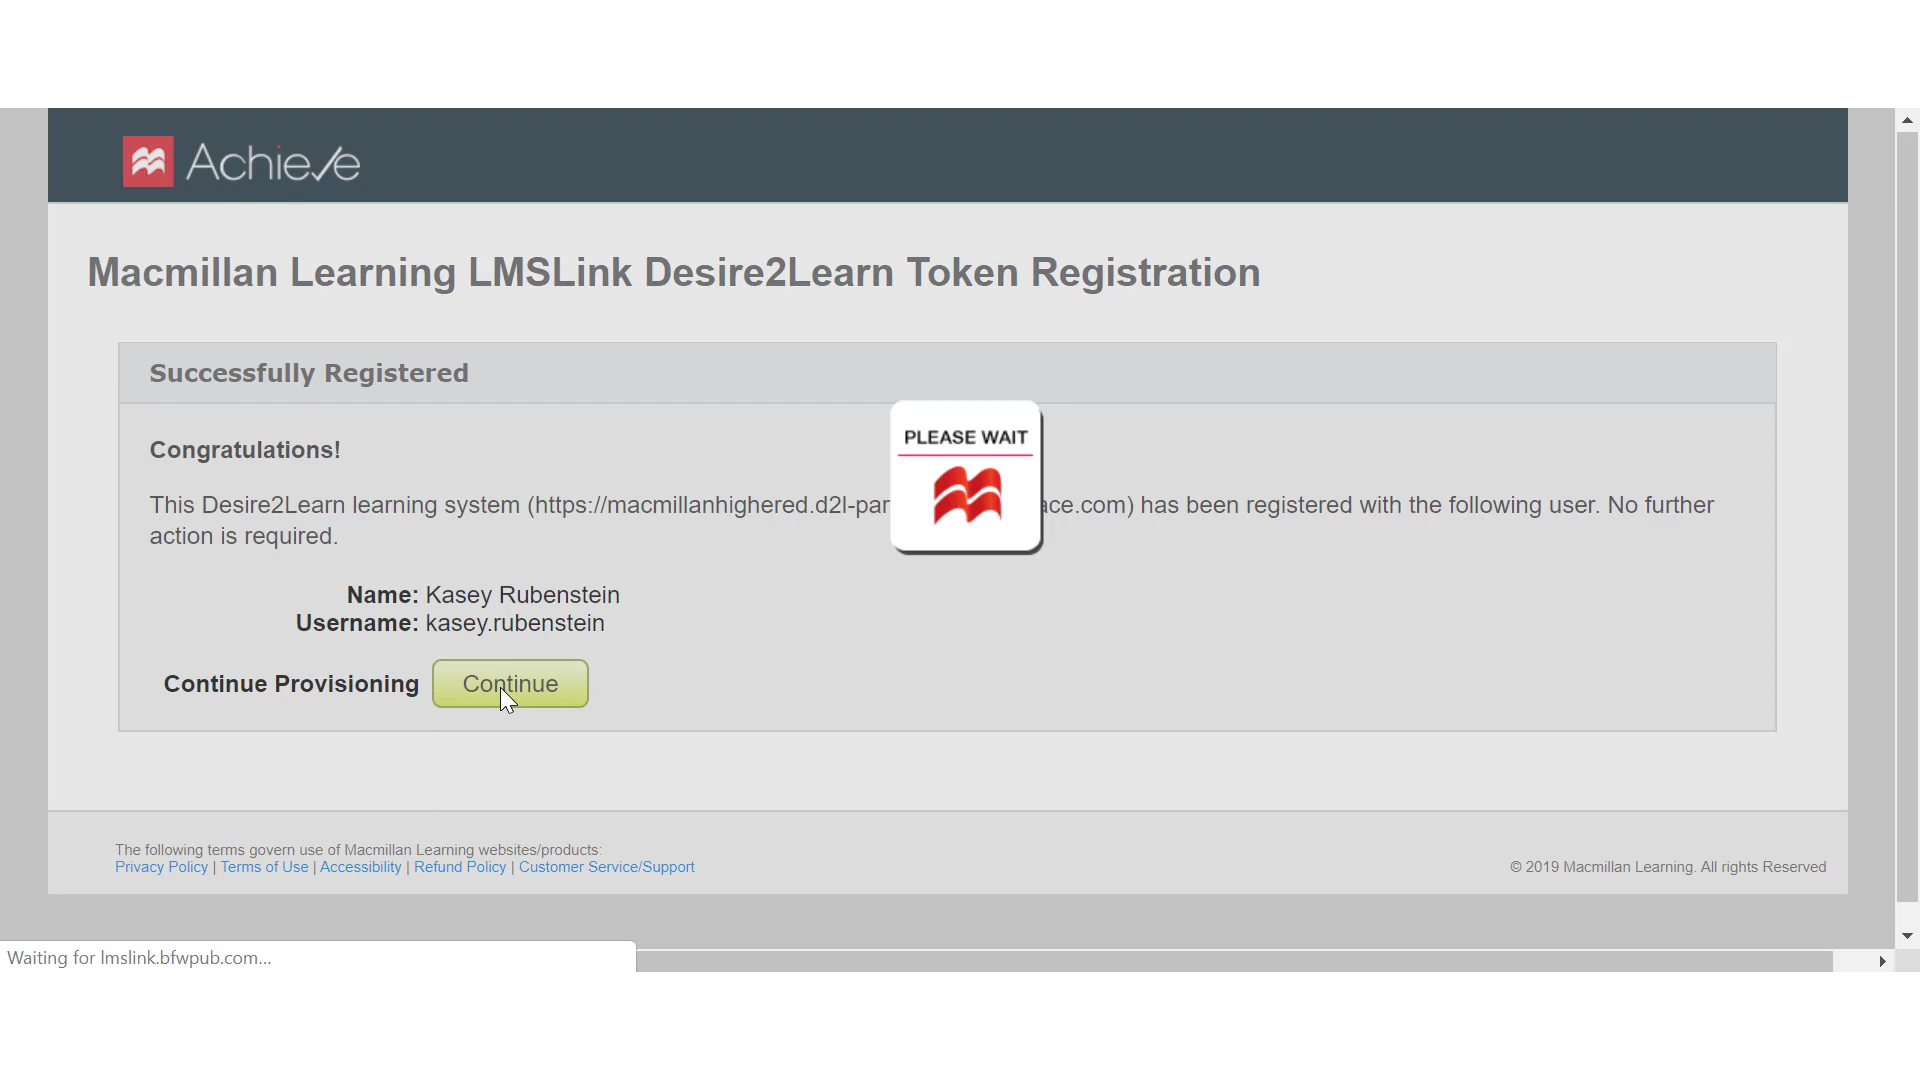 Achieve
Macmillan Learning LMSLink Desire2Learn Token Registration
Successfully Registered
Congratulations!
PLEASE WAIT
This Desire2Learn learning system (https://macmillanhighered.d2l-par ace.com) has been registered with the following user. No further
action is required.
Name: Kasey Rubenstein
Username: kasey.rubenstein
Continue Provisioning Continue
The following terms govern use of Macmillan Learning websites/products:
Privacy Policy | Terms of Use | Accessibility | Refund Policy | Customer Service/Support
© 2019 Macmillan Learning. All rights Reserved
Waiting for lmslink.bfwpub.com...